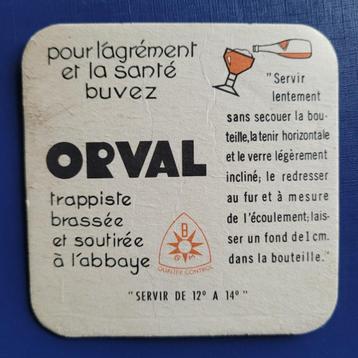 pour l'agrément
et la santé
buvez
ORVAL
trappiste
brassée
et soutirée
à l'abbaye
"Servir
lentement
sans secouer la bou-
teille, la tenir horizontale
et le verre légèrement
incliné; le redresser
au fur et à mesure
de l'écoulement; lais-
ser un fond de 1 cm.
dans la bouteille."
B
QUALITEX CONTROL
"SERVIR DE 12° A 14°"